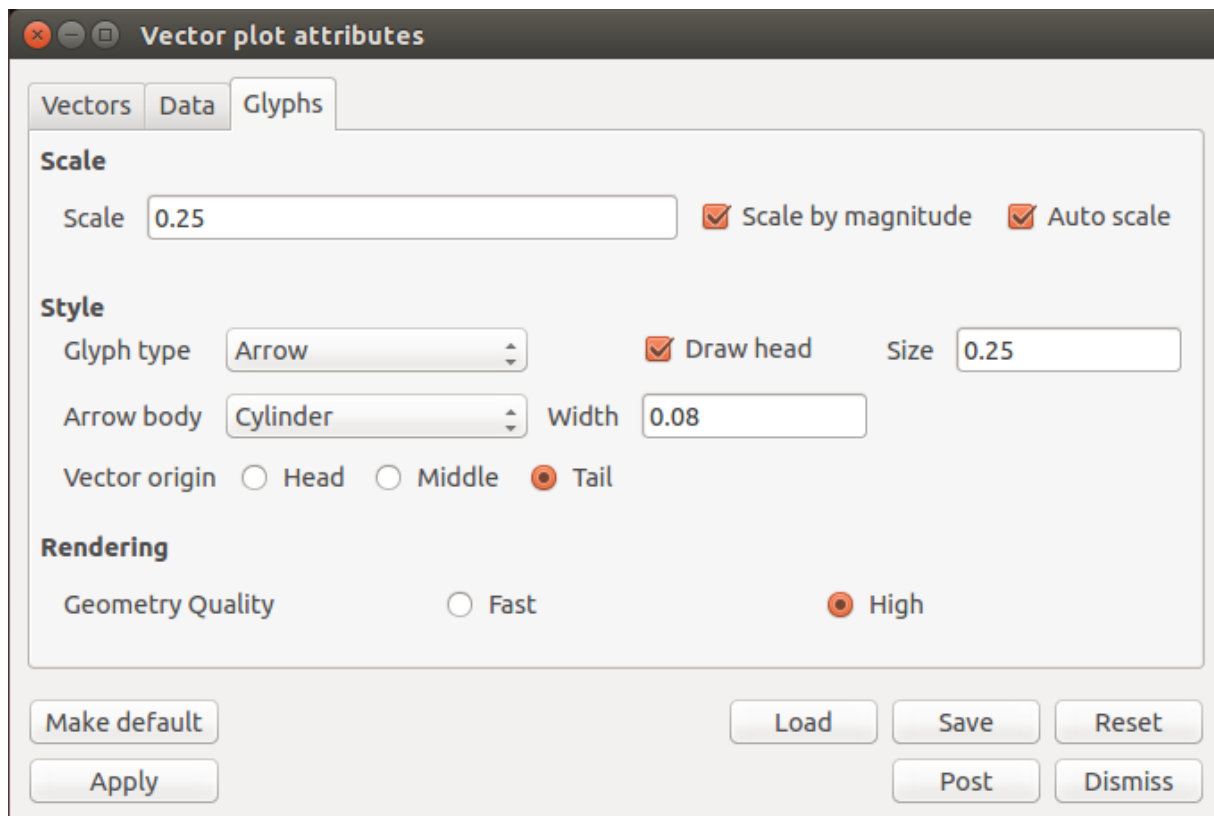 Vector plot attributes
Vectors Data Glyphs
Scale
Scale 0.25 Scale by magnitude Auto scale
Style
Glyph type Arrow Draw head Size 0.25
Arrow body Cylinder Width 0.08
Vector origin Head Middle Tail
Rendering
Geometry Quality Fast High
Make default Load Save Reset
Apply Post Dismiss